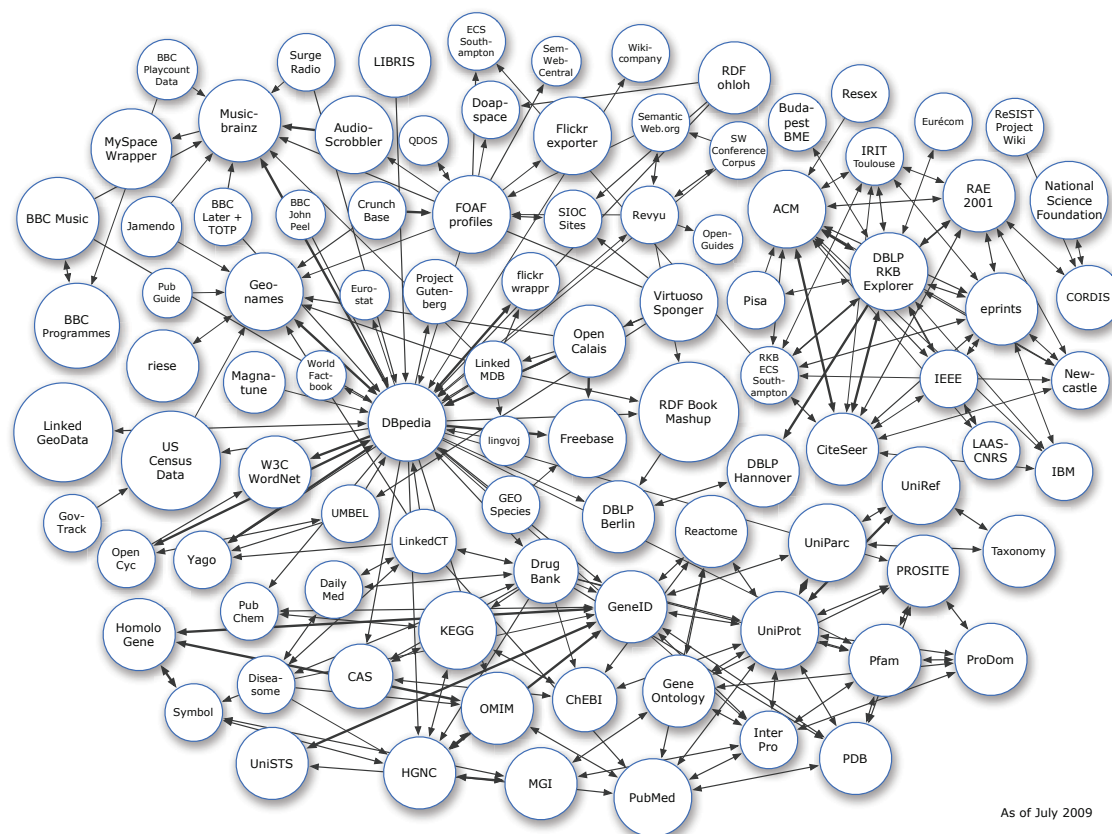 BBC
Playcount
Data
Surge
Radio
LIBRIS
ECS
South-
ampton
Sem-
Web-
Central
Wiki-
company
RDF
ohloh
Music-
brainz
Doap-
space
Buda-
pest
BME
Resex
Eurécom
ReSIST
Project
Wiki
MySpace
Wrapper
Audio-
Scrobbler
QDOS
Flickr
exporter
Semantic
Web.org
SW
Conference
Corpus
IRIT
Toulouse
RAE
2001
National
Science
Foundation
BBC Music
Jamendo
BBC
Later +
TOTP
BBC
John
Peel
Crunch
Base
FOAF
profiles
SIOC
Sites
Revyu
Open-
Guides
ACM
DBLP
RKB
Explorer
Pub
Guide
Geo-
names
Euro-
stat
Project
Guten-
berg
flickr
wrappr
Virtuoso
Sponger
Pisa
eprints
CORDIS
BBC
Programmes
riese
World
Fact-
book
Magna-
tune
Linked
MDB
Open
Calais
RKB
ECS
South-
ampton
IEEE
New-
castle
Linked
GeoData
US
Census
Data
W3C
WordNet
DBpedia
lingvoj
Freebase
RDF Book
Mashup
DBLP
Hannover
CiteSeer
LAAS-
CNRS
IBM
Gov-
Track
Open
Cyc
Yago
UMBEL
LinkedCT
GEO
Species
DBLP
Berlin
Reactome
UniParc
UniRef
Taxonomy
PROSITE
Daily
Med
Drug
Bank
Pub
Chem
Homolo
Gene
KEGG
GeneID
UniProt
Pfam
ProDom
Disea-
some
CAS
ChEBI
Gene
Ontology
Symbol
OMIM
Inter
Pro
PDB
UniSTS
HGNC
MGI
PubMed
As of July 2009